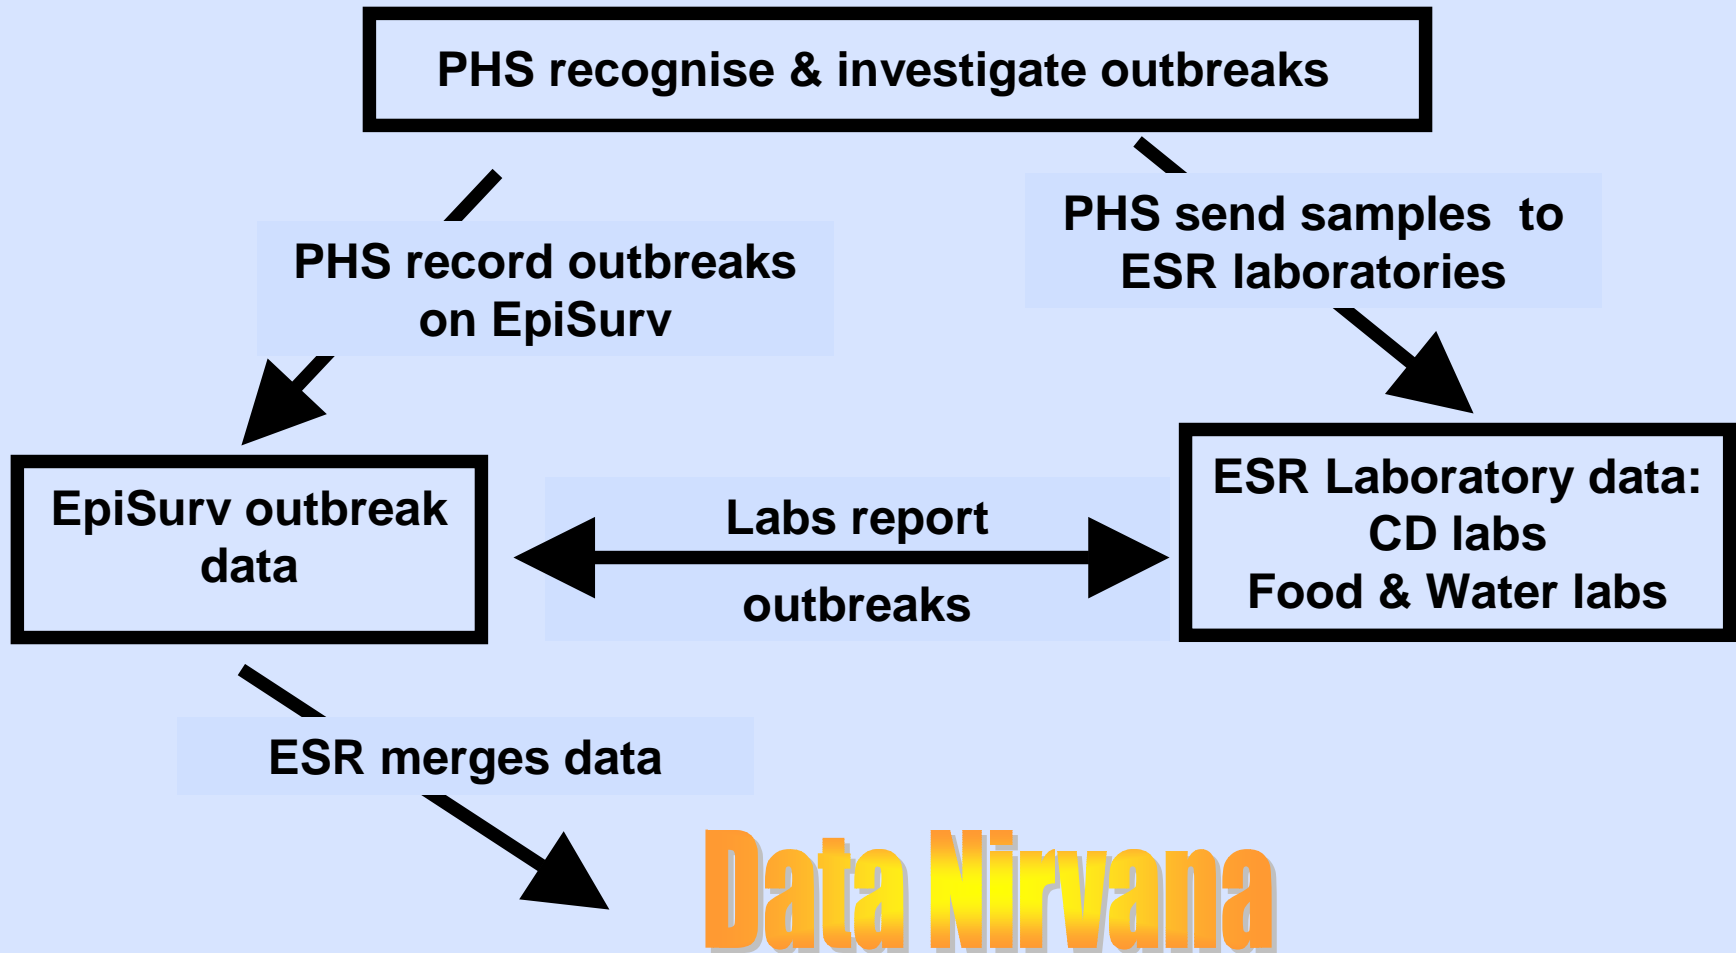 PHS recognise & investigate outbreaks
PHS record outbreaks
on EpiSurv
PHS send samples to
ESR laboratories
EpiSurv outbreak
data
Labs report
outbreaks
ESR Laboratory data:
CD labs
Food & Water labs
ESR merges data
Data Nirvana